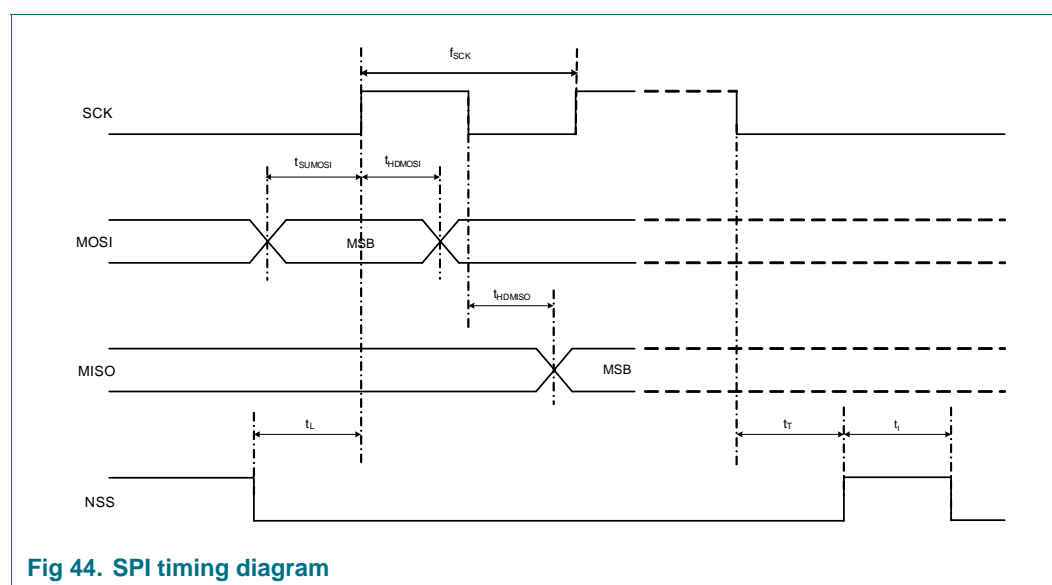 fSCK
SCK
tSUMOSI tHDMOSI
MOSI MSB
tHDMISO
MISO MSB
tL tT tI
NSS
Fig 44. SPI timing diagram